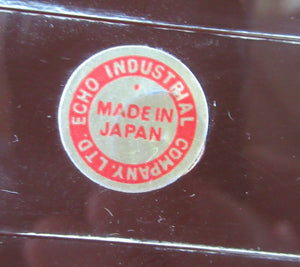 ECHO INDUSTRIAL COMPANY. LTD
MADE IN
JAPAN